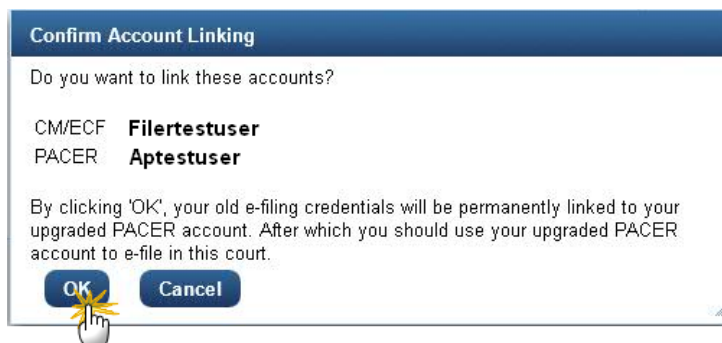 Confirm Account Linking
Do you want to link these accounts?
CM/ECF Filertestuser
PACER Aptestuser
By clicking 'OK', your old e-filing credentials will be permanently linked to your
upgraded PACER account. After which you should use your upgraded PACER
account to e-file in this court.
OK Cancel